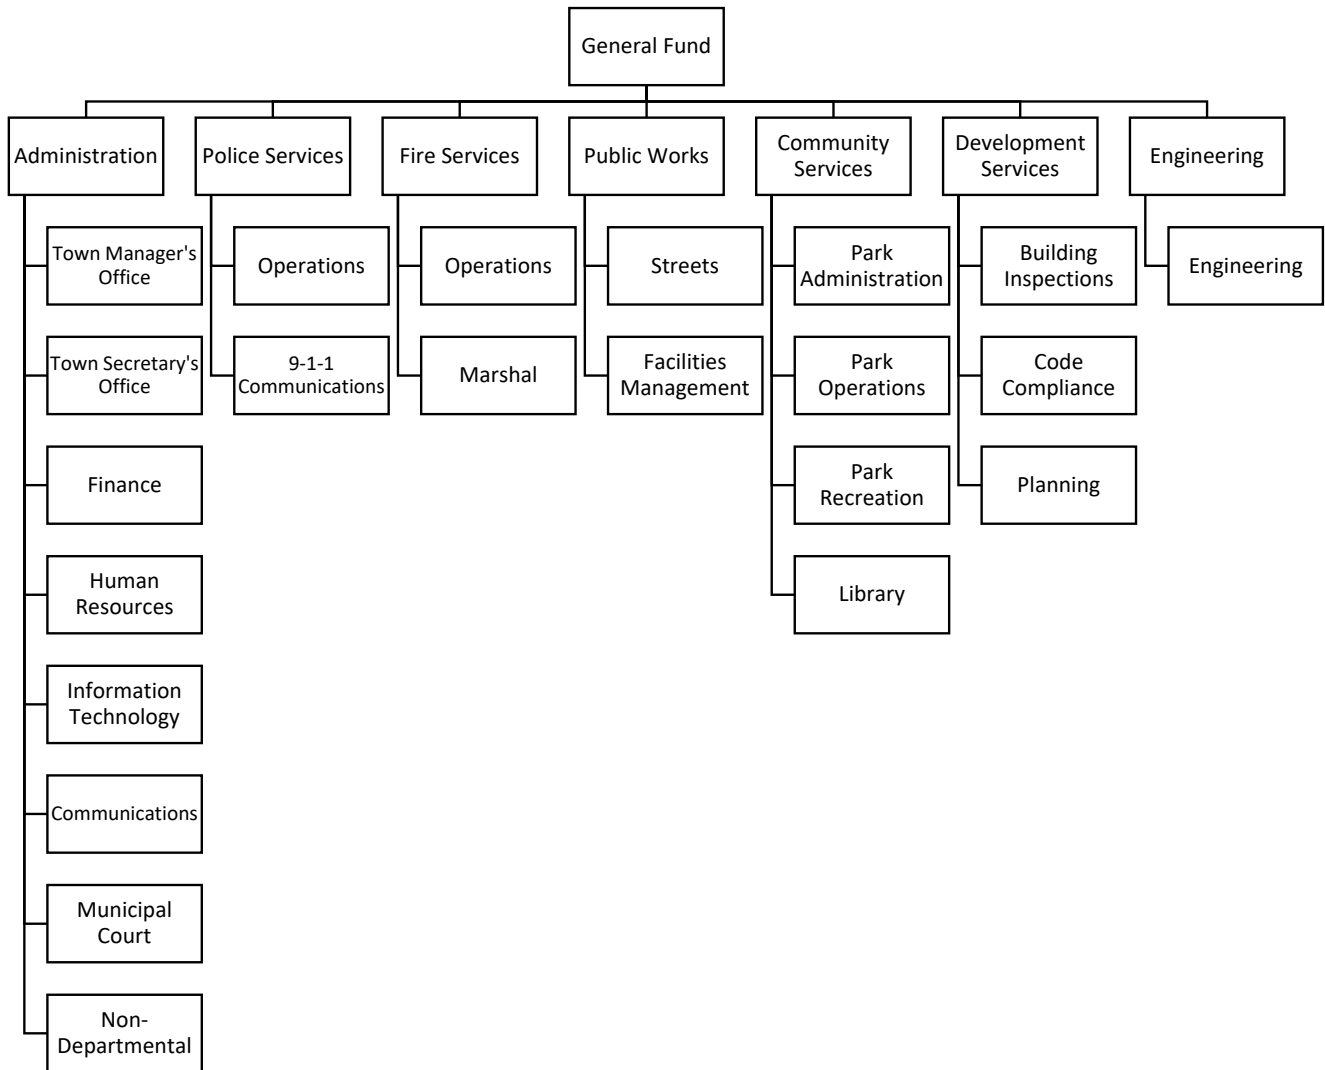 General Fund
Administration
Police Services
Fire Services
Public Works
Community
Services
Development
Services
Engineering
Town Manager's
Office
Operations
Operations
Streets
Park
Administration
Building
Inspections
Engineering
Town Secretary's
Office
9-1-1
Communications
Marshal
Facilities
Management
Park
Operations
Code
Compliance
Finance
Park
Recreation
Planning
Human
Resources
Library
Information
Technology
Communications
Municipal
Court
Non-
Departmental